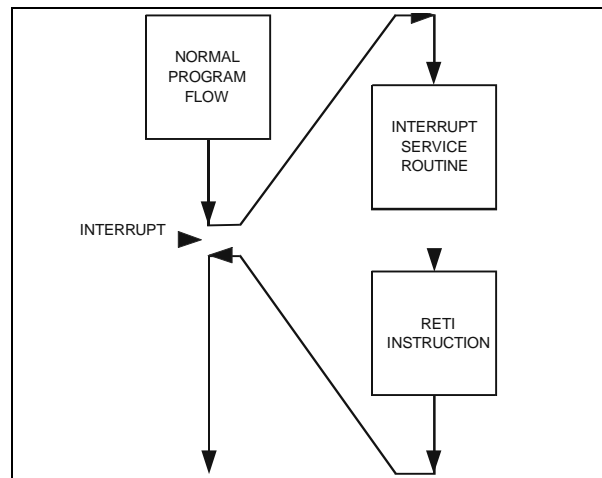 NORMAL
PROGRAM
FLOW
INTERRUPT
SERVICE
ROUTINE
INTERRUPT
RETI
INSTRUCTION